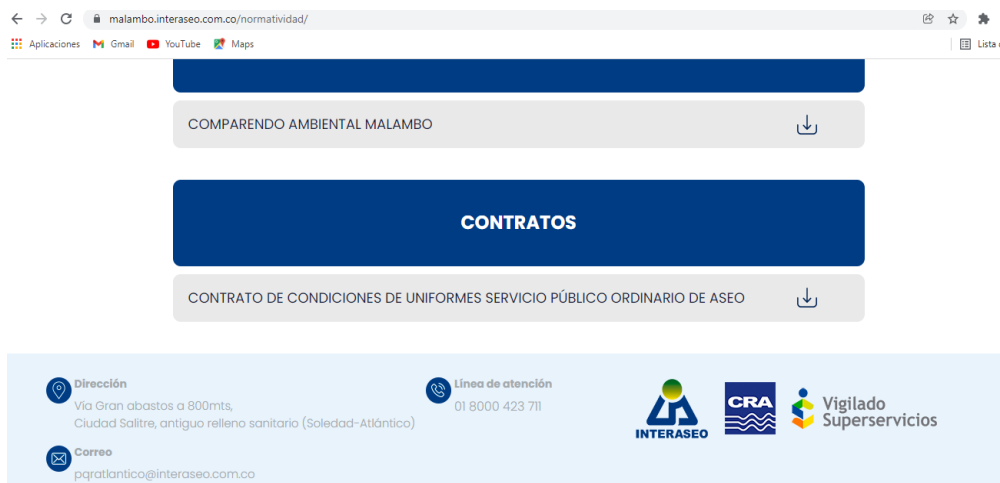 malambo.interaseo.com.co/normatividad/
Aplicaciones Gmail YouTube Maps Lista
COMPARENDO AMBIENTAL MALAMBO
CONTRATOS
CONTRATO DE CONDICIONES DE UNIFORMES SERVICIO PÚBLICO ORDINARIO DE ASEO
Dirección
Vía Gran abastos a 800mts,
Ciudad Salitre, antiguo relleno sanitario (Soledad-Atlántico)
Correo
pqratlantico@interaseo.com.co
Línea de atención
01 8000 423 711
INTERASEO
CRA
Vigilado
Superservicios